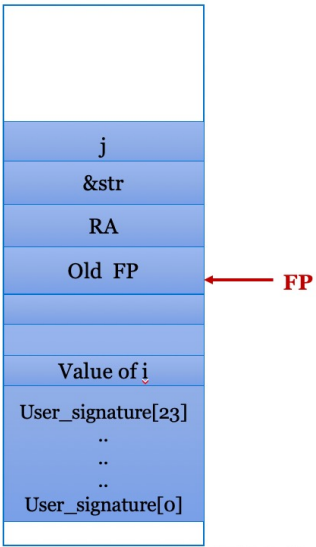 j
&str
RA
Old FP
FP
Value of i
User_signature[23]
..
..
..
User_signature[0]